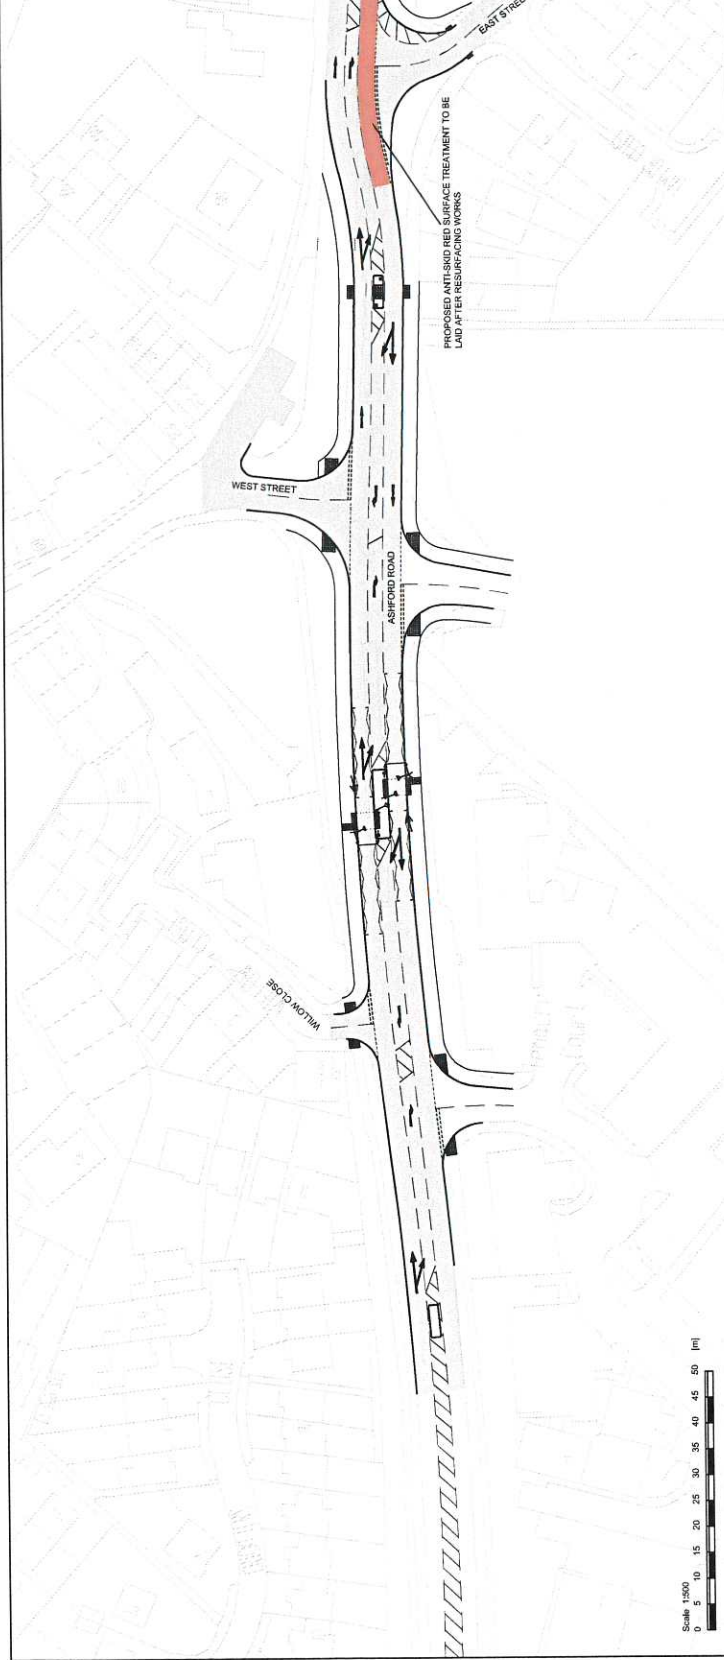 EAST STREE
PROPOSED ANTI-SKID RED SURFACE TREATMENT TO BE
LAID AFTER RESURFACING WORKS
WEST STREET
ASHFORD ROAD
WILLOW CLOSE
Scale 1:500
0 5 10 15 20 25 30 35 40 45 50 [m]